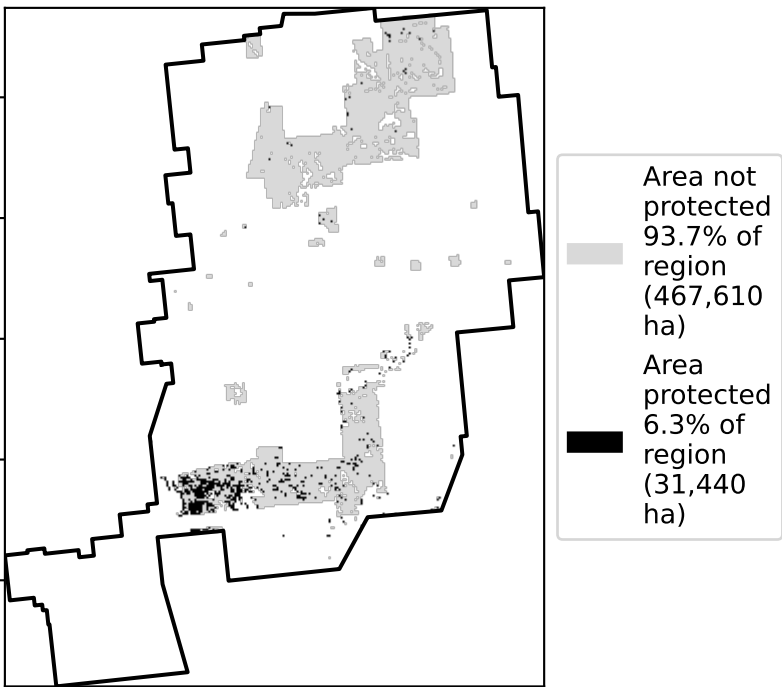 Area not
protected
93.7% of
region
(467,610
ha)
Area
protected
6.3% of
region
(31,440
ha)